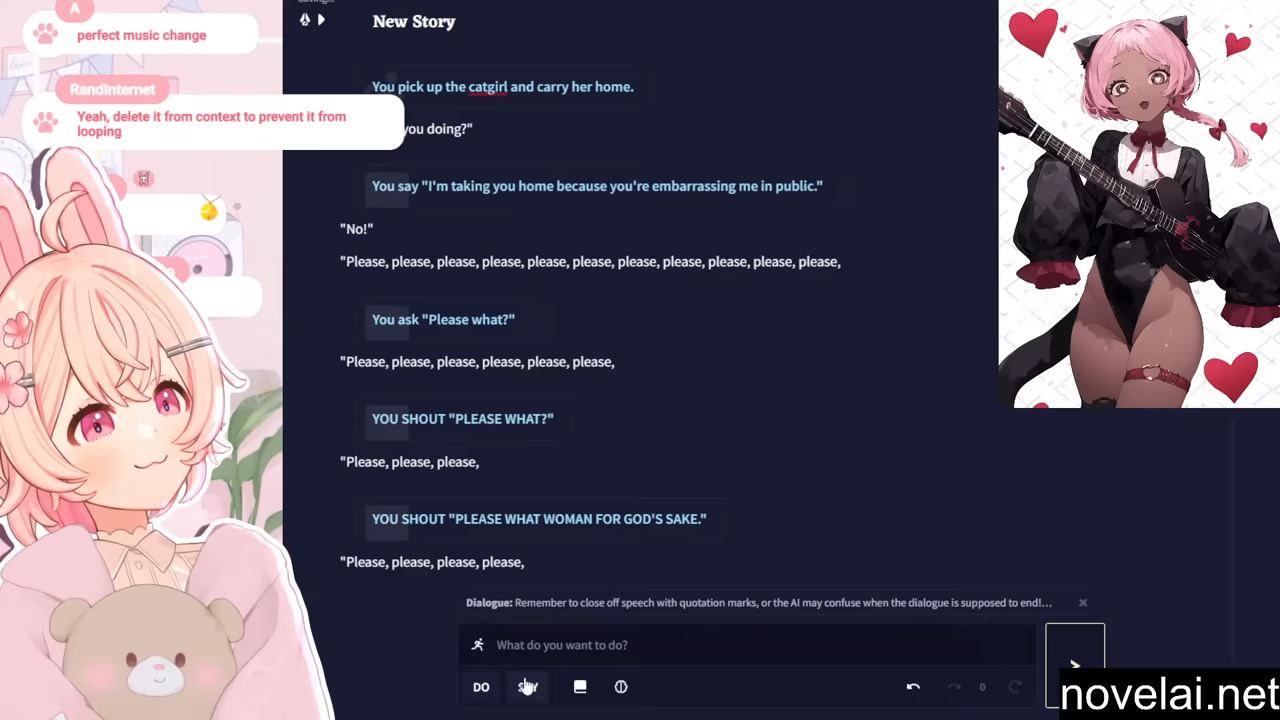 A
perfect music change
RandInternet
Yeah, delete it from context to prevent it from
looping
New Story
You pick up the catgirl and carry her home.
you doing?"
You say "I'm taking you home because you're embarrassing me in public."
"No!"
"Please, please, please, please, please, please, please, please, please, please, please,
You ask "Please what?"
"Please, please, please, please, please, please,
YOU SHOUT "PLEASE WHAT?"
"Please, please, please,
YOU SHOUT "PLEASE WHAT WOMAN FOR GOD'S SAKE."
"Please, please, please, please,
Dialogue: Remember to close off speech with quotation marks, or the AI may confuse when the dialogue is supposed to end!...
What do you want to do?
DO
SAY
0
novelai.net